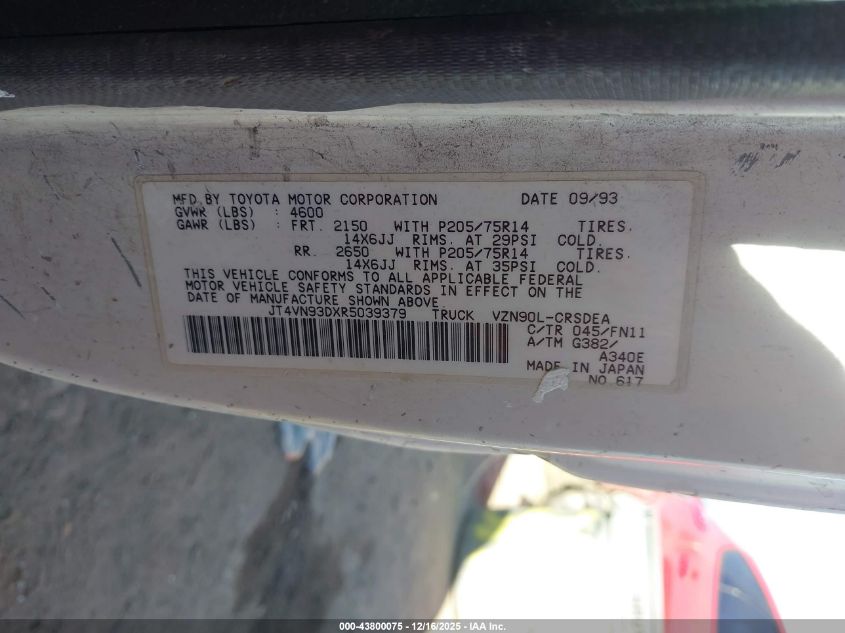 MFD BY TOYOTA MOTOR CORPORATION DATE 09/93
GVWR (LBS) : 4600
GAWR (LBS) : FRT. 2150 WITH P205/75R14 TIRES.
14X6JJ RIMS. AT 29PSI COLD.
RR. 2650 WITH P205/75R14 TIRES.
14X6JJ RIMS. AT 35PSI COLD.
THIS VEHICLE CONFORMS TO ALL APPLICABLE FEDERAL
MOTOR VEHICLE SAFETY STANDARDS IN EFFECT ON THE
DATE OF MANUFACTURE SHOWN ABOVE.
JT4VN93DXR5039379 TRUCK VZN90L-CRSDEA
C/TR 045/FN11
A/TM G382/
A340E
MADE IN JAPAN
NO 617
000-43800075 - 12/16/2025 - IAA Inc.